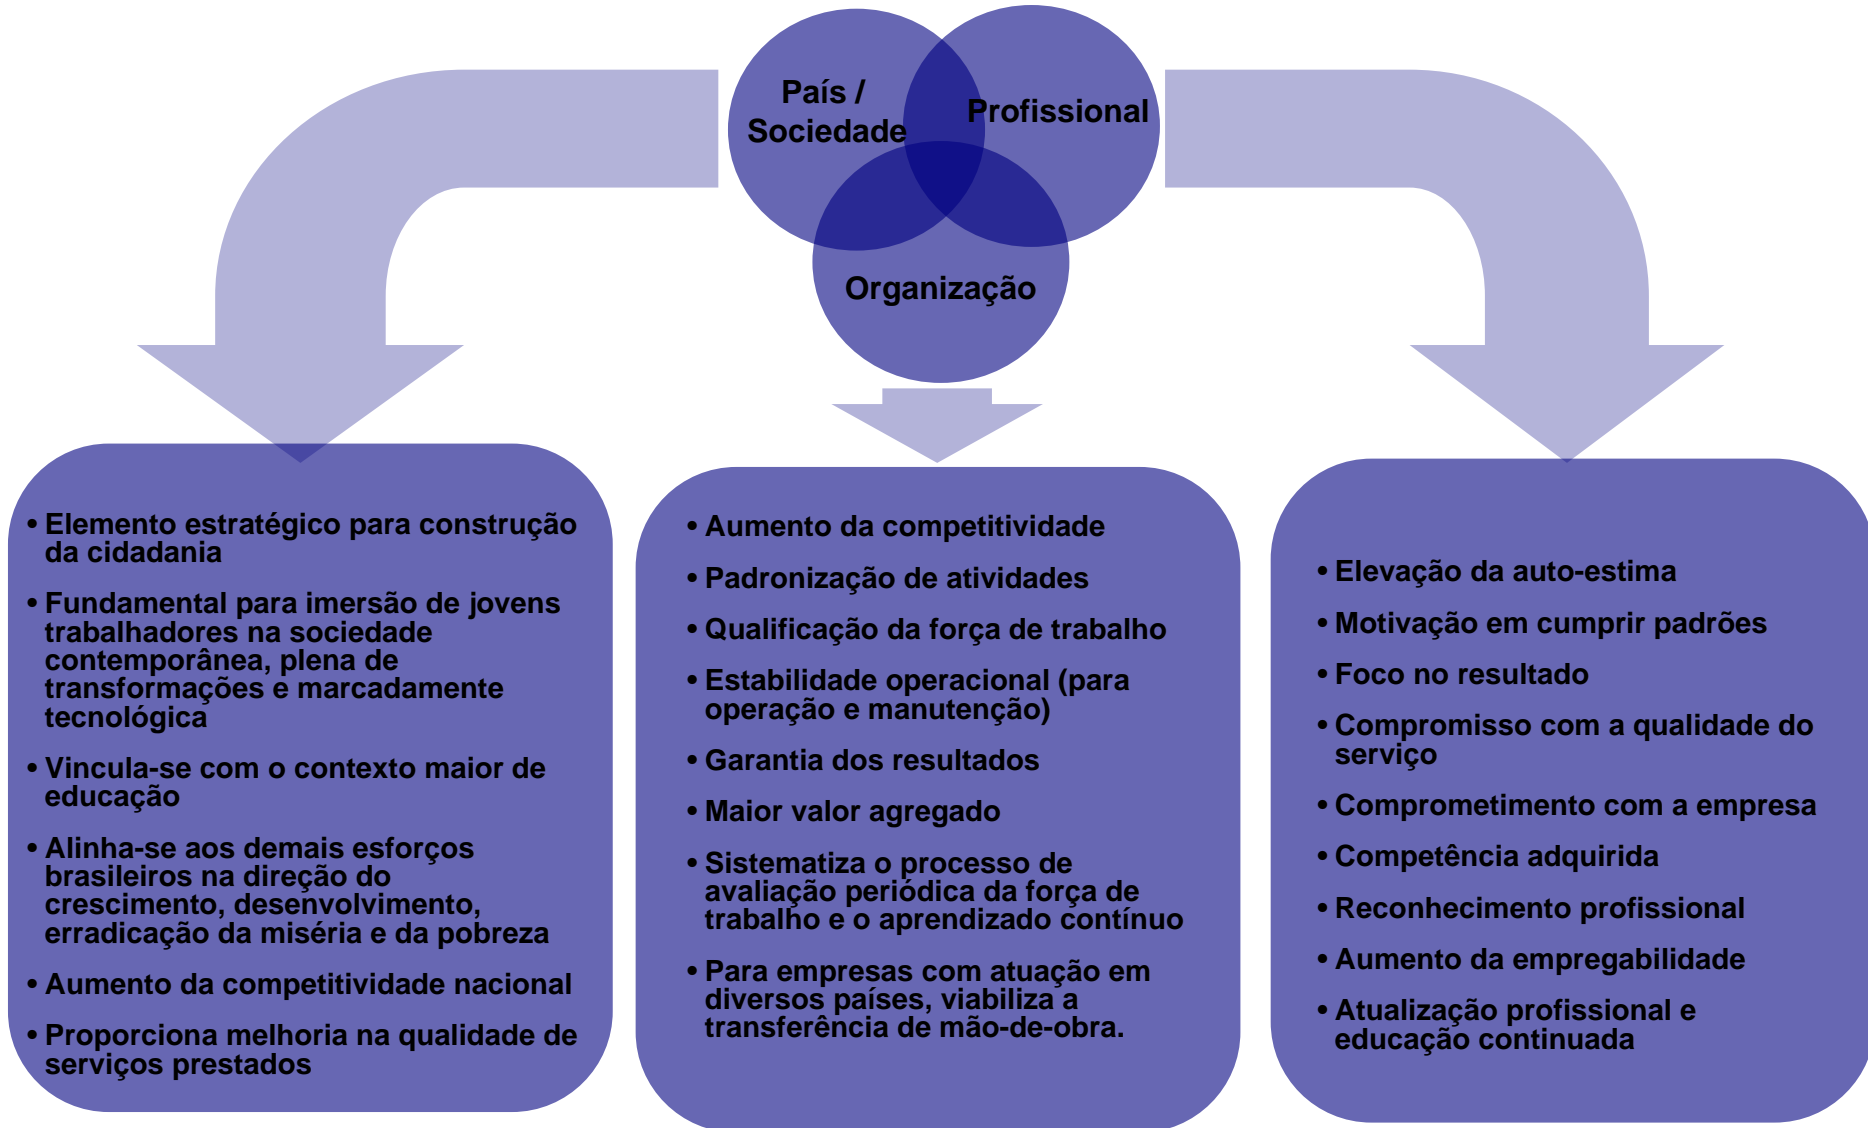 País /
Sociedade
Profissional
Organização
• Elemento estratégico para construção
da cidadania
• Fundamental para imersão de jovens
trabalhadores na sociedade
contemporânea, plena de
transformações e marcadamente
tecnológica
• Vincula-se com o contexto maior de
educação
• Alinha-se aos demais esforços
brasileiros na direção do
crescimento, desenvolvimento,
erradicação da miséria e da pobreza
• Aumento da competitividade nacional
• Proporciona melhoria na qualidade de
serviços prestados
• Aumento da competitividade
• Padronização de atividades
• Qualificação da força de trabalho
• Estabilidade operacional (para
operação e manutenção)
• Garantia dos resultados
• Maior valor agregado
• Sistematiza o processo de
avaliação periódica da força de
trabalho e o aprendizado contínuo
• Para empresas com atuação em
diversos países, viabiliza a
transferência de mão-de-obra.
• Elevação da auto-estima
• Motivação em cumprir padrões
• Foco no resultado
• Compromisso com a qualidade do
serviço
• Comprometimento com a empresa
• Competência adquirida
• Reconhecimento profissional
• Aumento da empregabilidade
• Atualização profissional e
educação continuada